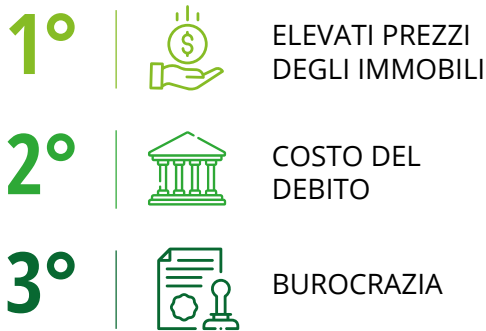 1°
ELEVATI PREZZI
DEGLI IMMOBILI
$
2°
COSTO DEL
DEBITO
3°
BUROCRAZIA